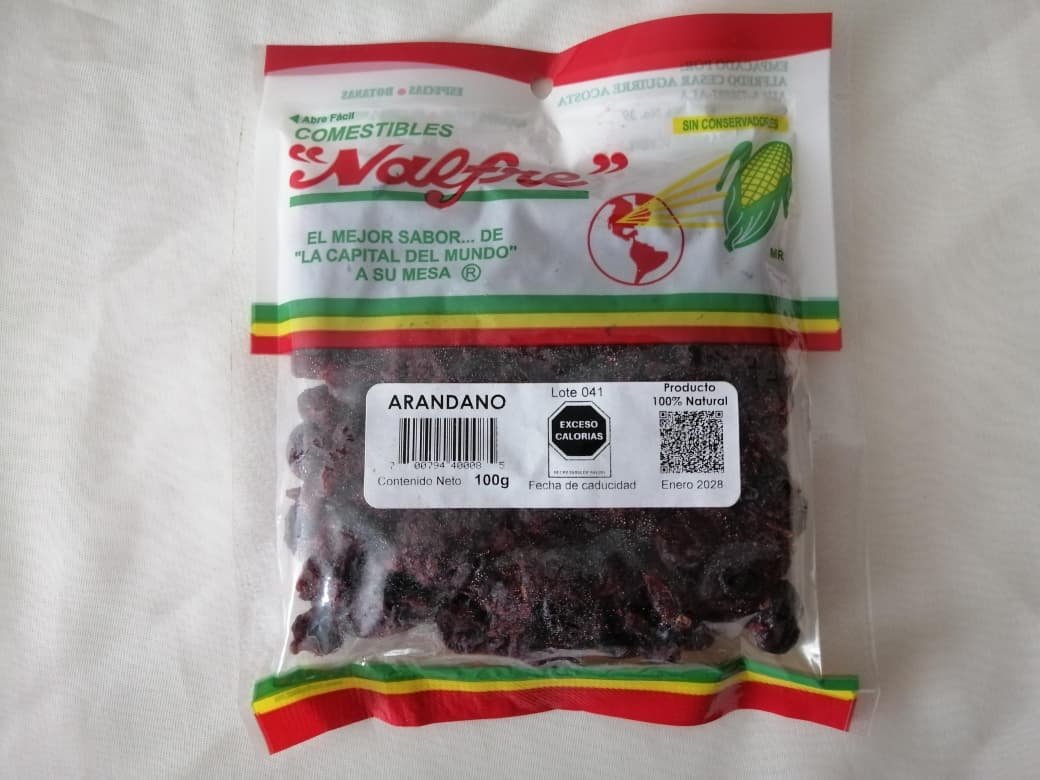 ESPECIAS • BOTANAS
EMPACADO POR:
ALFREDO CESAR AGUIRRE ACOSTA
◀ Abre Fácil
COMESTIBLES
"Nalfre"
SIN CONSERVADORES
EL MEJOR SABOR... DE
"LA CAPITAL DEL MUNDO"
A SU MESA ®
MR
ARANDANO
7 00794 40008 5
Contenido Neto 100g
Lote 041
EXCESO
CALORIAS
Fecha de caducidad
Producto
100% Natural
Enero 2028